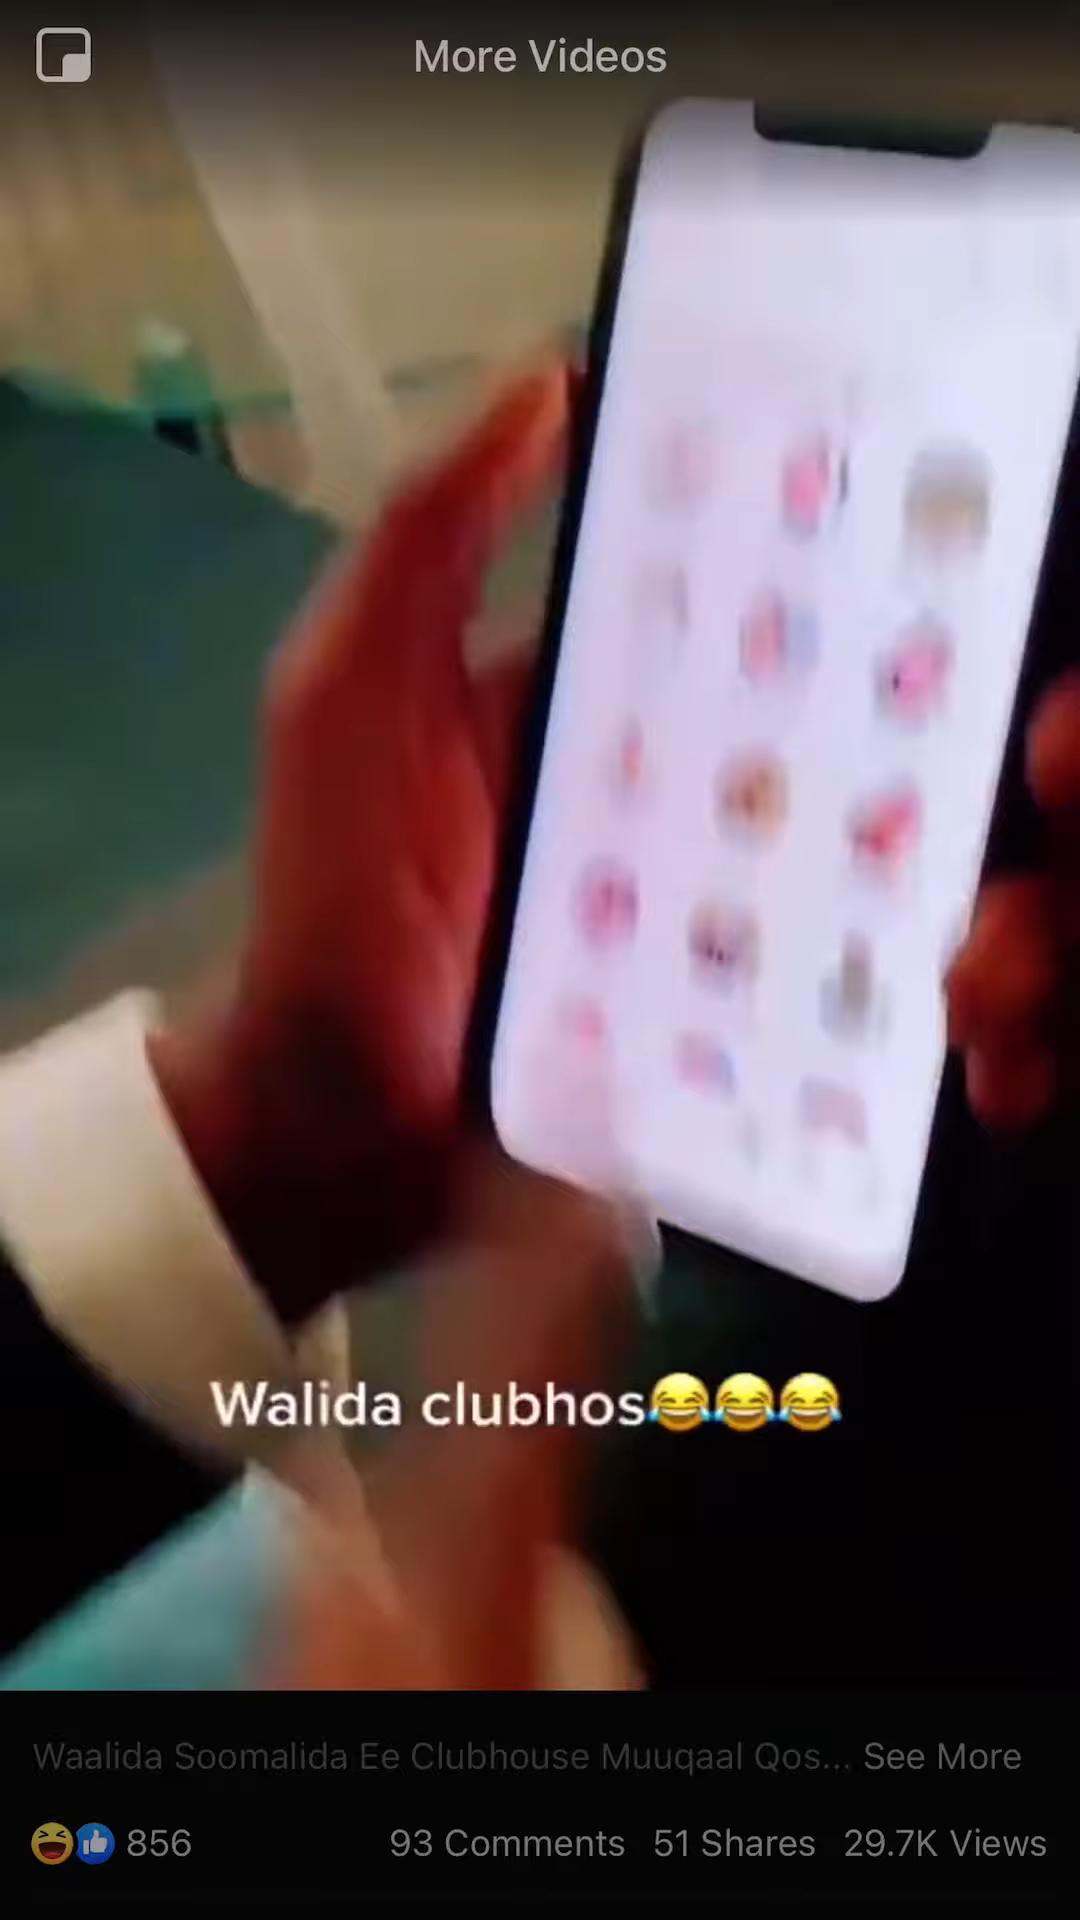 More Videos
Walida clubhos😂😂😂
Waalida Soomalida Ee Clubhouse Muuqaal Qos... See More
856 93 Comments 51 Shares 29.7K Views